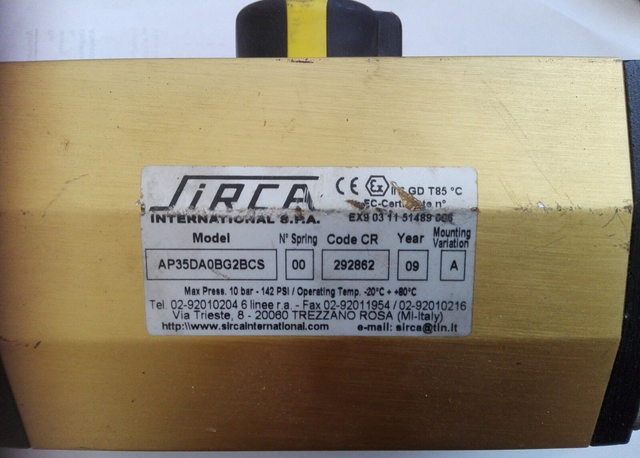 SIRCA
INTERNATIONAL S.P.A.
CE Ex GD T85 °C
n°
EX9 03 11 51489
Model N° Spring Code CR Year Mounting Variation
AP35DA0BG2BCS 00 292862 09 A
Max Press. 10 bar - 142 PSI / Operating Temp. -20°C ÷ +80°C
Tel. 02-92010204 6 linee r.a. - Fax 02-92011954 / 02-92010216
Via Trieste, 8 - 20060 TREZZANO ROSA (MI-Italy)
http:\\www.sircainternational.com e-mail: sirca@tin.it